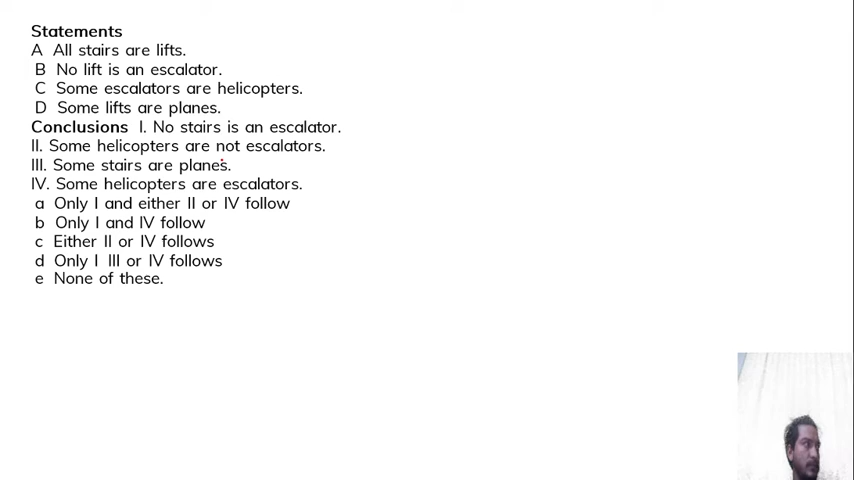 Statements
A All stairs are lifts.
B No lift is an escalator.
C Some escalators are helicopters.
D Some lifts are planes.
Conclusions I. No stairs is an escalator.
II. Some helicopters are not escalators.
III. Some stairs are planes.
IV. Some helicopters are escalators.
a Only I and either II or IV follow
b Only I and IV follow
c Either II or IV follows
d Only I III or IV follows
e None of these.